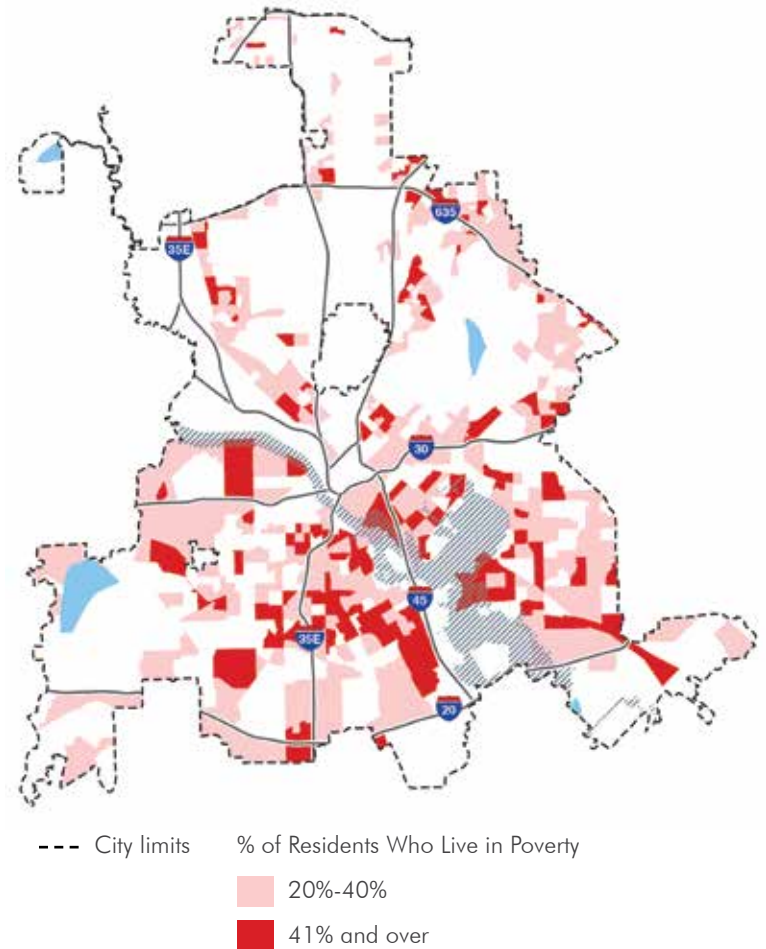 635
35E
30
45
35E
20
City limits
% of Residents Who Live in Poverty
20%-40%
41% and over